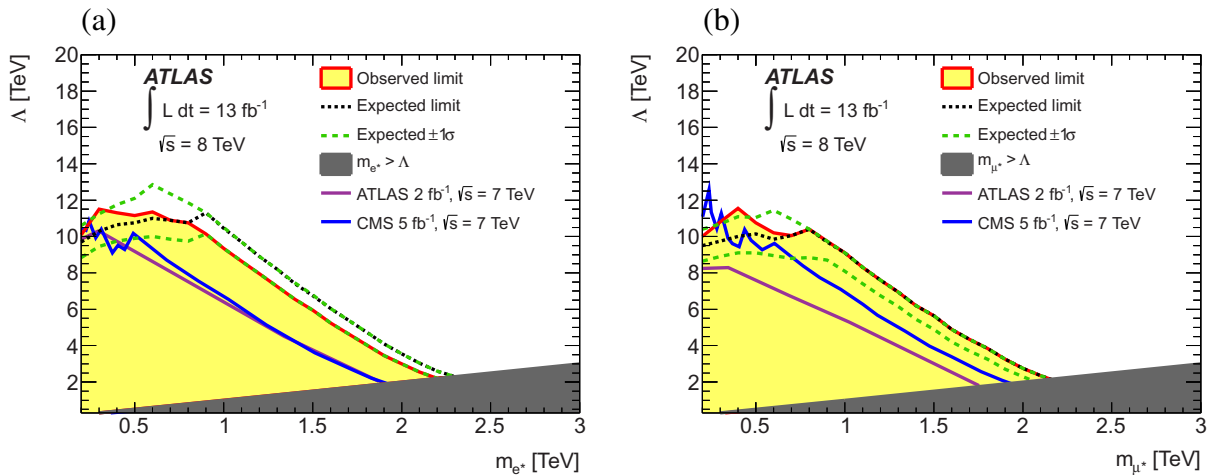 (a)
Λ [TeV]
20
18
16
14
12
10
8
6
4
2
ATLAS
∫ L dt = 13 fb⁻¹
√s = 8 TeV
Observed limit
Expected limit
Expected ±1σ
m_e* > Λ
ATLAS 2 fb⁻¹, √s = 7 TeV
CMS 5 fb⁻¹, √s = 7 TeV
0.5 1 1.5 2 2.5 3
m_e* [TeV]
(b)
Λ [TeV]
20
18
16
14
12
10
8
6
4
2
ATLAS
∫ L dt = 13 fb⁻¹
√s = 8 TeV
Observed limit
Expected limit
Expected ±1σ
m_μ* > Λ
ATLAS 2 fb⁻¹, √s = 7 TeV
CMS 5 fb⁻¹, √s = 7 TeV
0.5 1 1.5 2 2.5 3
m_μ* [TeV]